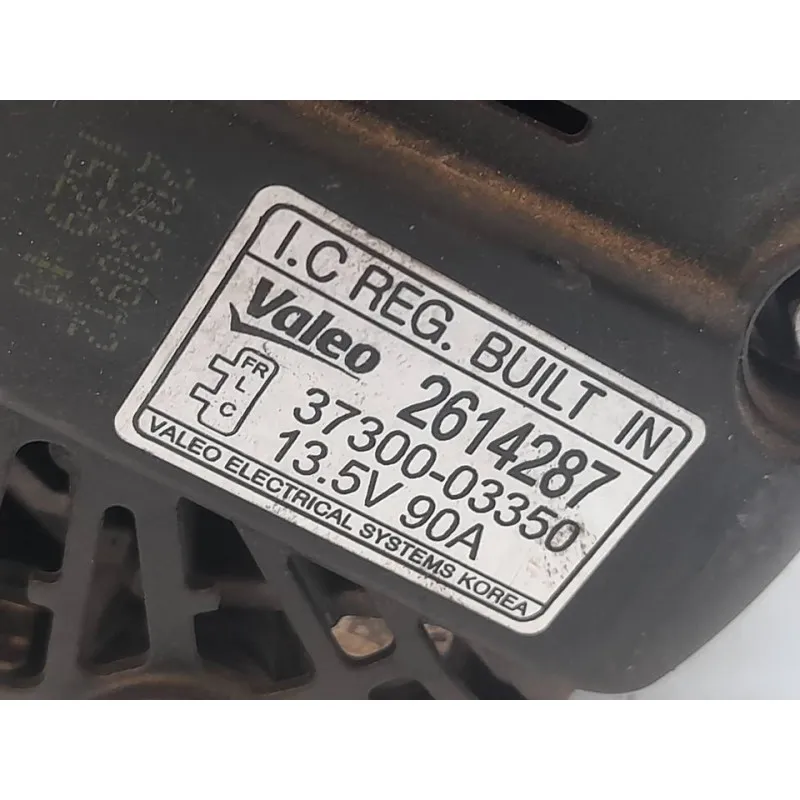 I.C REG. BUILT IN
Valeo 2614287
FR
L
C
37300-03350
13.5V 90A
VALEO ELECTRICAL SYSTEMS KOREA